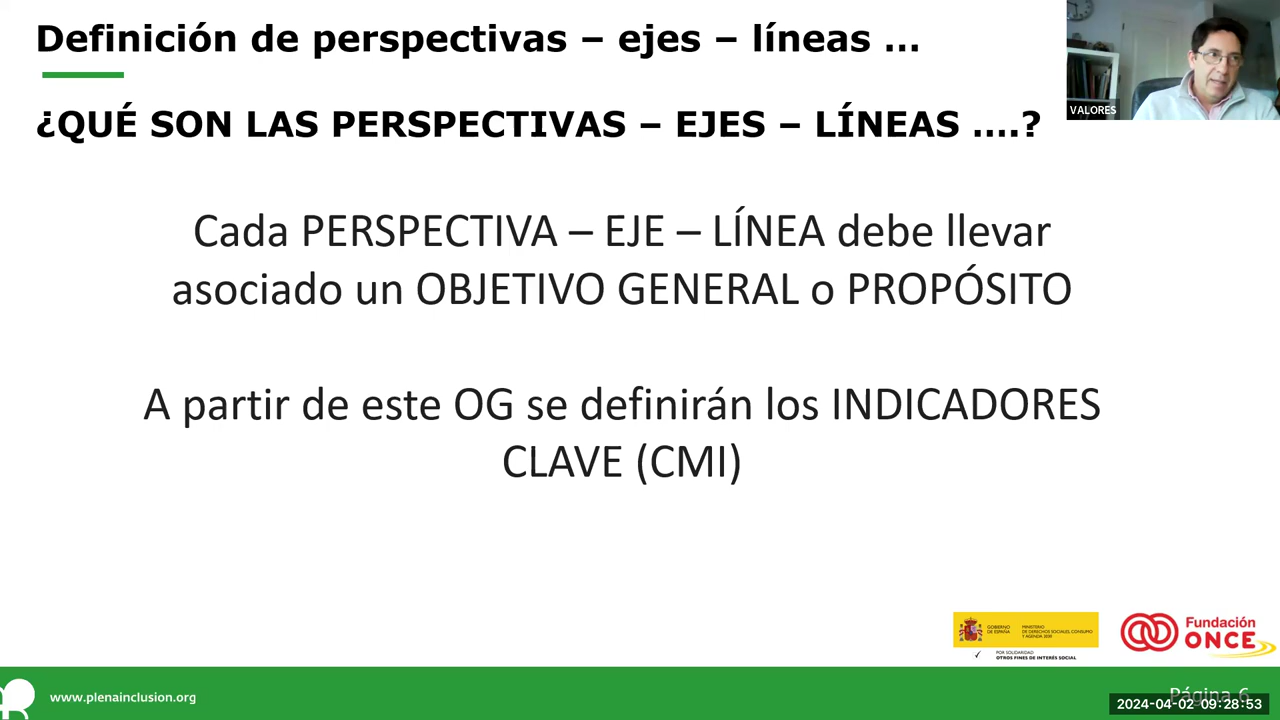 Definición de perspectivas – ejes – líneas ...
VALORES
¿QUÉ SON LAS PERSPECTIVAS – EJES – LÍNEAS ....?
Cada PERSPECTIVA – EJE – LÍNEA debe llevar
asociado un OBJETIVO GENERAL o PROPÓSITO
A partir de este OG se definirán los INDICADORES
CLAVE (CMI)
GOBIERNO
DE ESPAÑA
MINISTERIO
DE DERECHOS SOCIALES, CONSUMO
Y AGENDA 2030
POR SOLIDARIDAD
OTROS FINES DE INTERÉS SOCIAL
Fundación
ONCE
www.plenainclusion.org
Página 6
2024-04-02 09:28:53